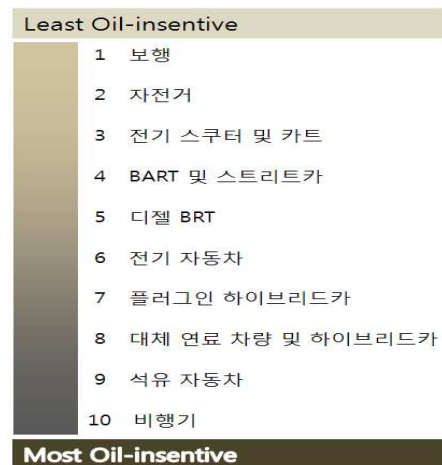 Least Oil-insentive
1 보행
2 자전거
3 전기 스쿠터 및 카트
4 BART 및 스트리트카
5 디젤 BRT
6 전기 자동차
7 플러그인 하이브리드카
8 대체 연료 차량 및 하이브리드카
9 석유 자동차
10 비행기
Most Oil-insentive